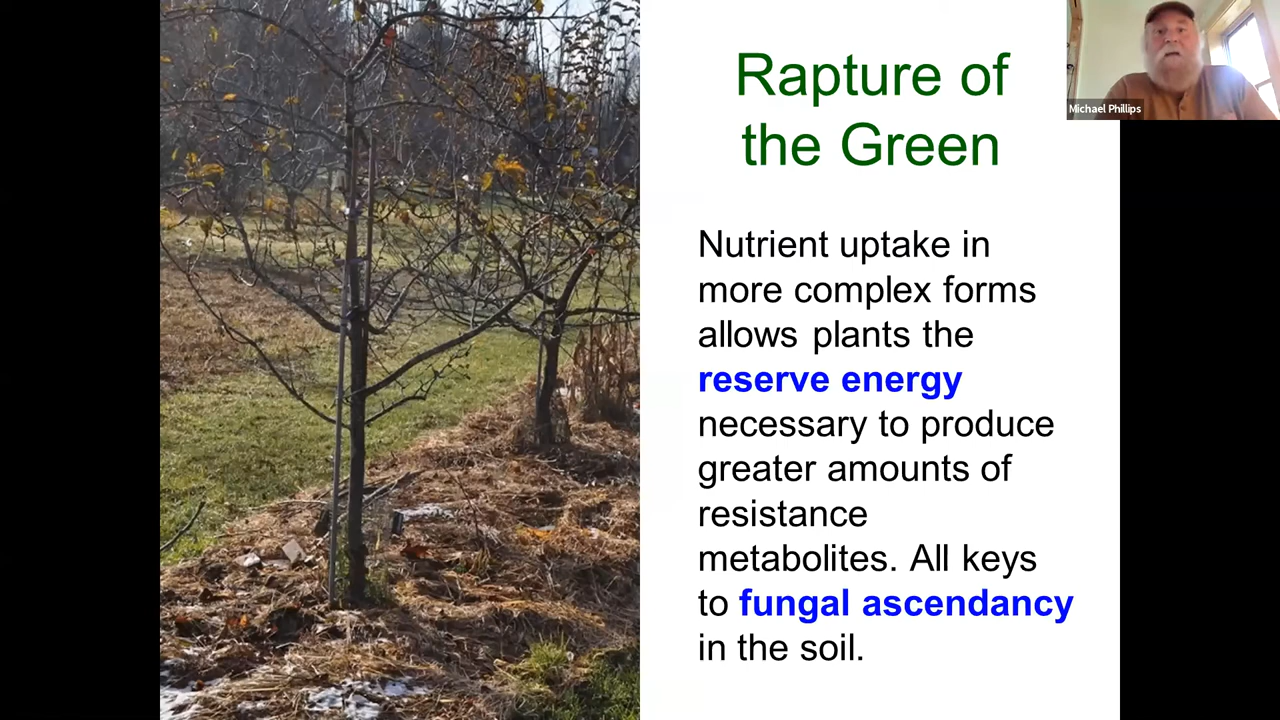 Rapture of
the Green
Michael Phillips
Nutrient uptake in
more complex forms
allows plants the
reserve energy
necessary to produce
greater amounts of
resistance
metabolites. All keys
to fungal ascendancy
in the soil.